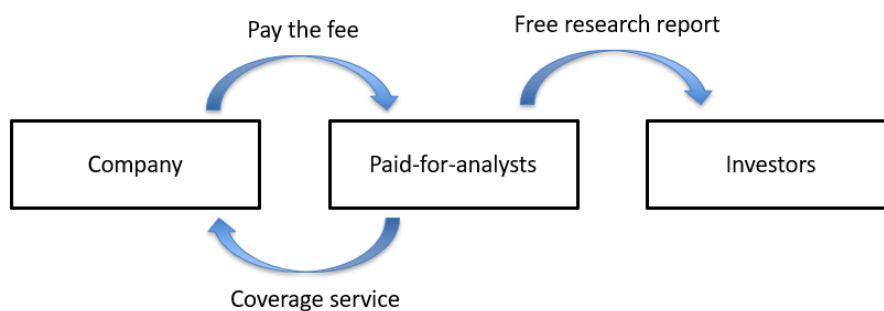 Pay the fee
Free research report
Company
Paid-for-analysts
Investors
Coverage service